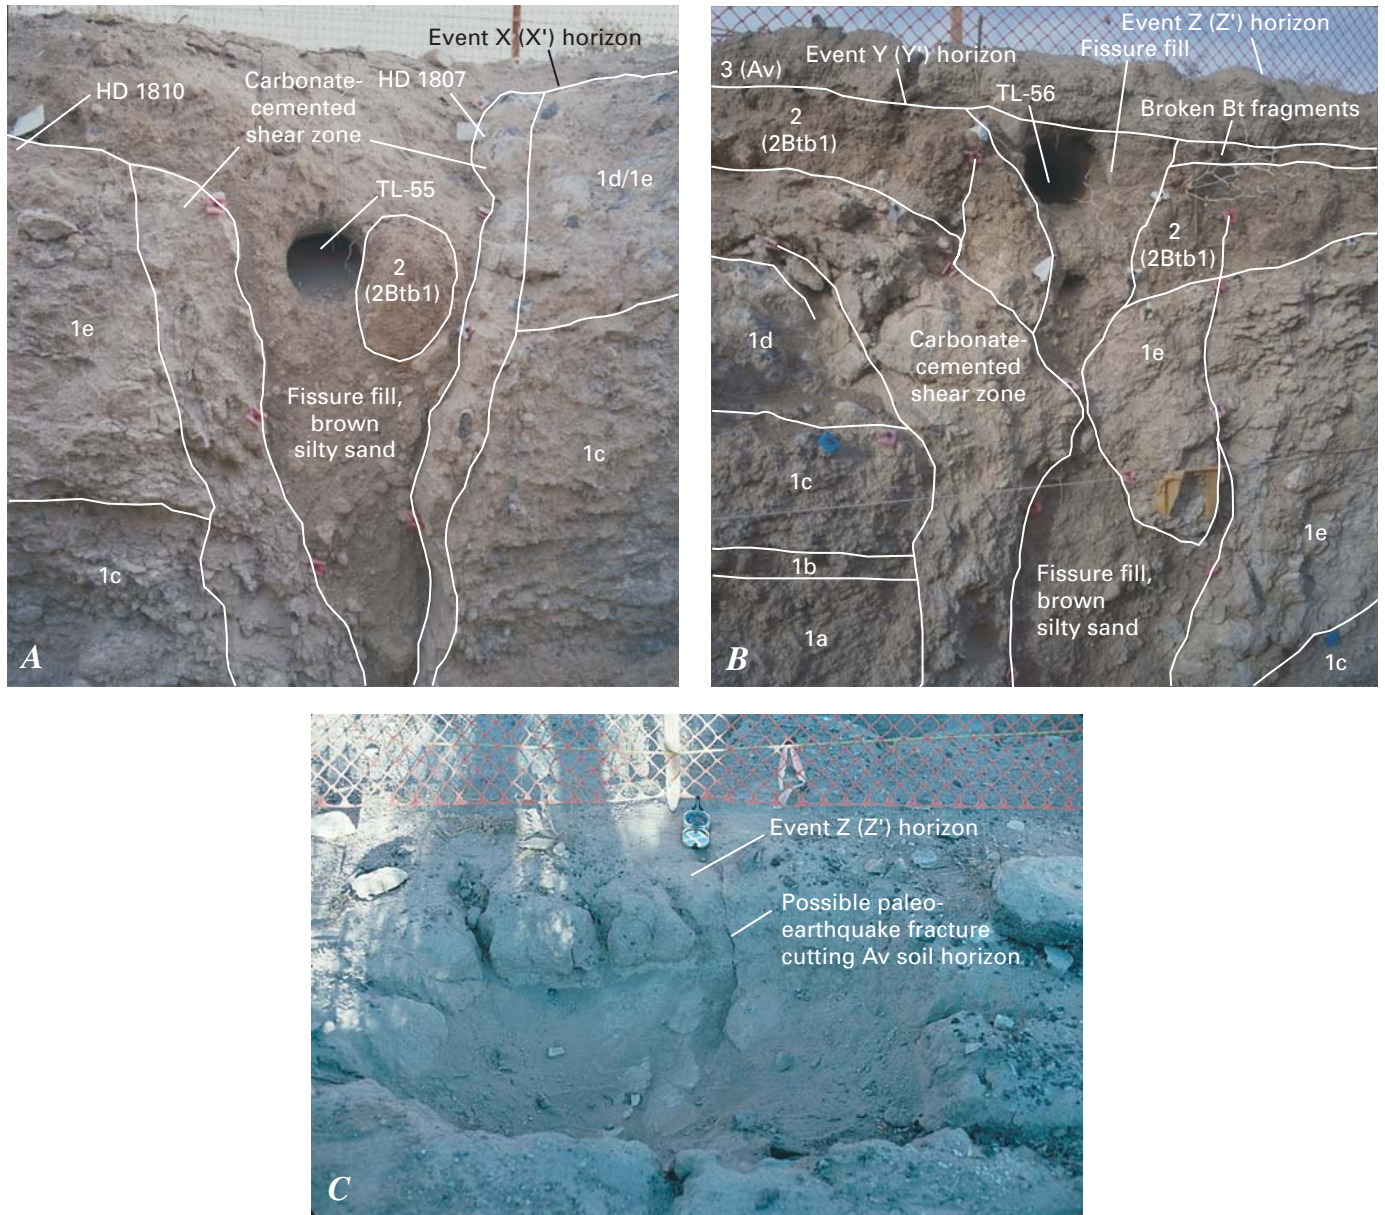 Event X (X') horizon
Carbonate-
cemented
shear zone
HD 1807
HD 1810
1d/1e
TL-55
2
(2Btb1)
1e
Fissure fill,
brown
silty sand
1c
1c
A
Event Z (Z') horizon
Fissure fill
Event Y (Y') horizon
3 (Av)
TL-56
Broken Bt fragments
2
(2Btb1)
2
(2Btb1)
1d
Carbonate-
cemented
shear zone
1e
1c
1e
1b
Fissure fill,
brown
silty sand
1a
1c
B
Event Z (Z') horizon
Possible paleo-
earthquake fracture
cutting Av soil horizon
C